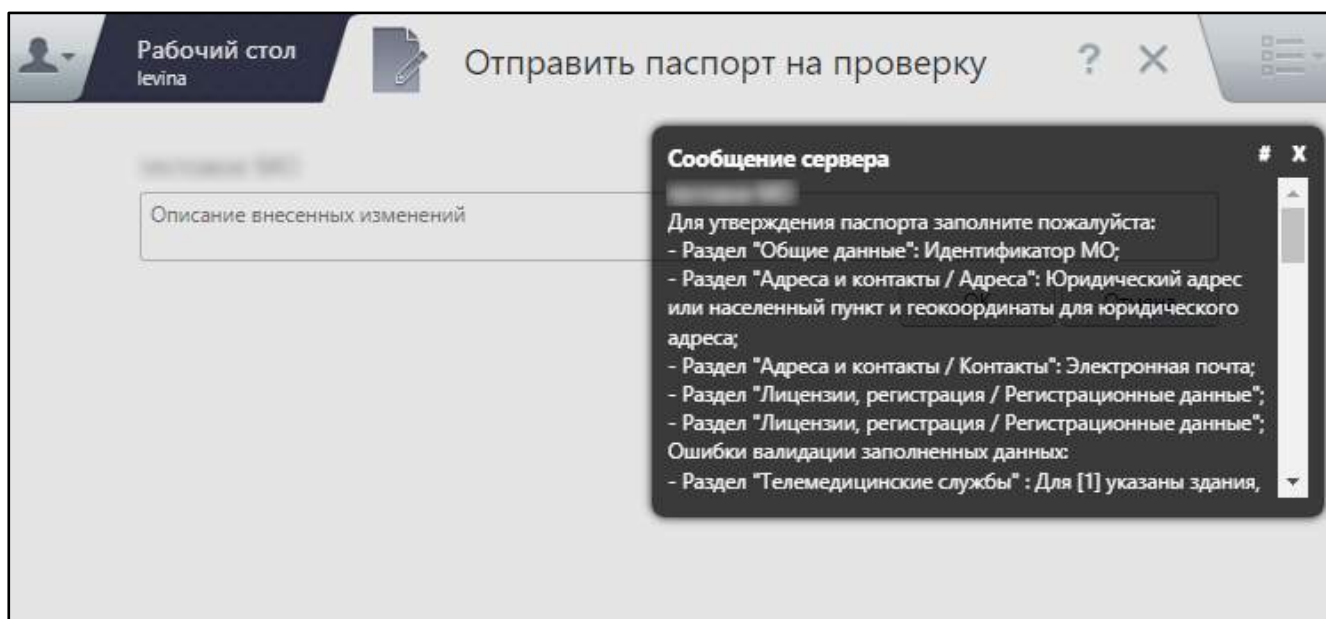 Рабочий стол
levina
Отправить паспорт на проверку
? X
Описание внесенных изменений
Сообщение сервера
# X
Для утверждения паспорта заполните пожалуйста:
- Раздел "Общие данные": Идентификатор МО;
- Раздел "Адреса и контакты / Адреса": Юридический адрес
или населенный пункт и геокоординаты для юридического
адреса;
- Раздел "Адреса и контакты / Контакты": Электронная почта;
- Раздел "Лицензии, регистрация / Регистрационные данные";
- Раздел "Лицензии, регистрация / Регистрационные данные";
Ошибки валидации заполненных данных:
- Раздел "Телемедицинские службы" : Для [1] указаны здания,
ОК
Отмена